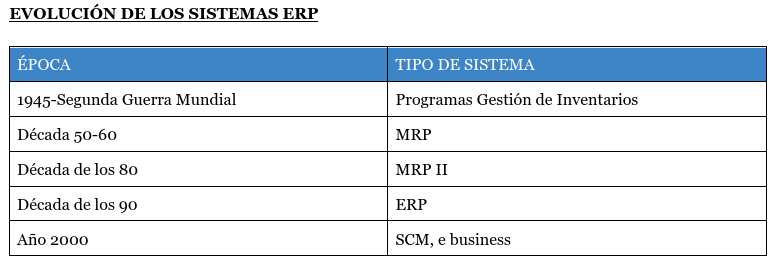 EVOLUCIÓN DE LOS SISTEMAS ERP
ÉPOCA TIPO DE SISTEMA
1945-Segunda Guerra Mundial Programas Gestión de Inventarios
Década 50-60 MRP
Década de los 80 MRP II
Década de los 90 ERP
Año 2000 SCM, e business